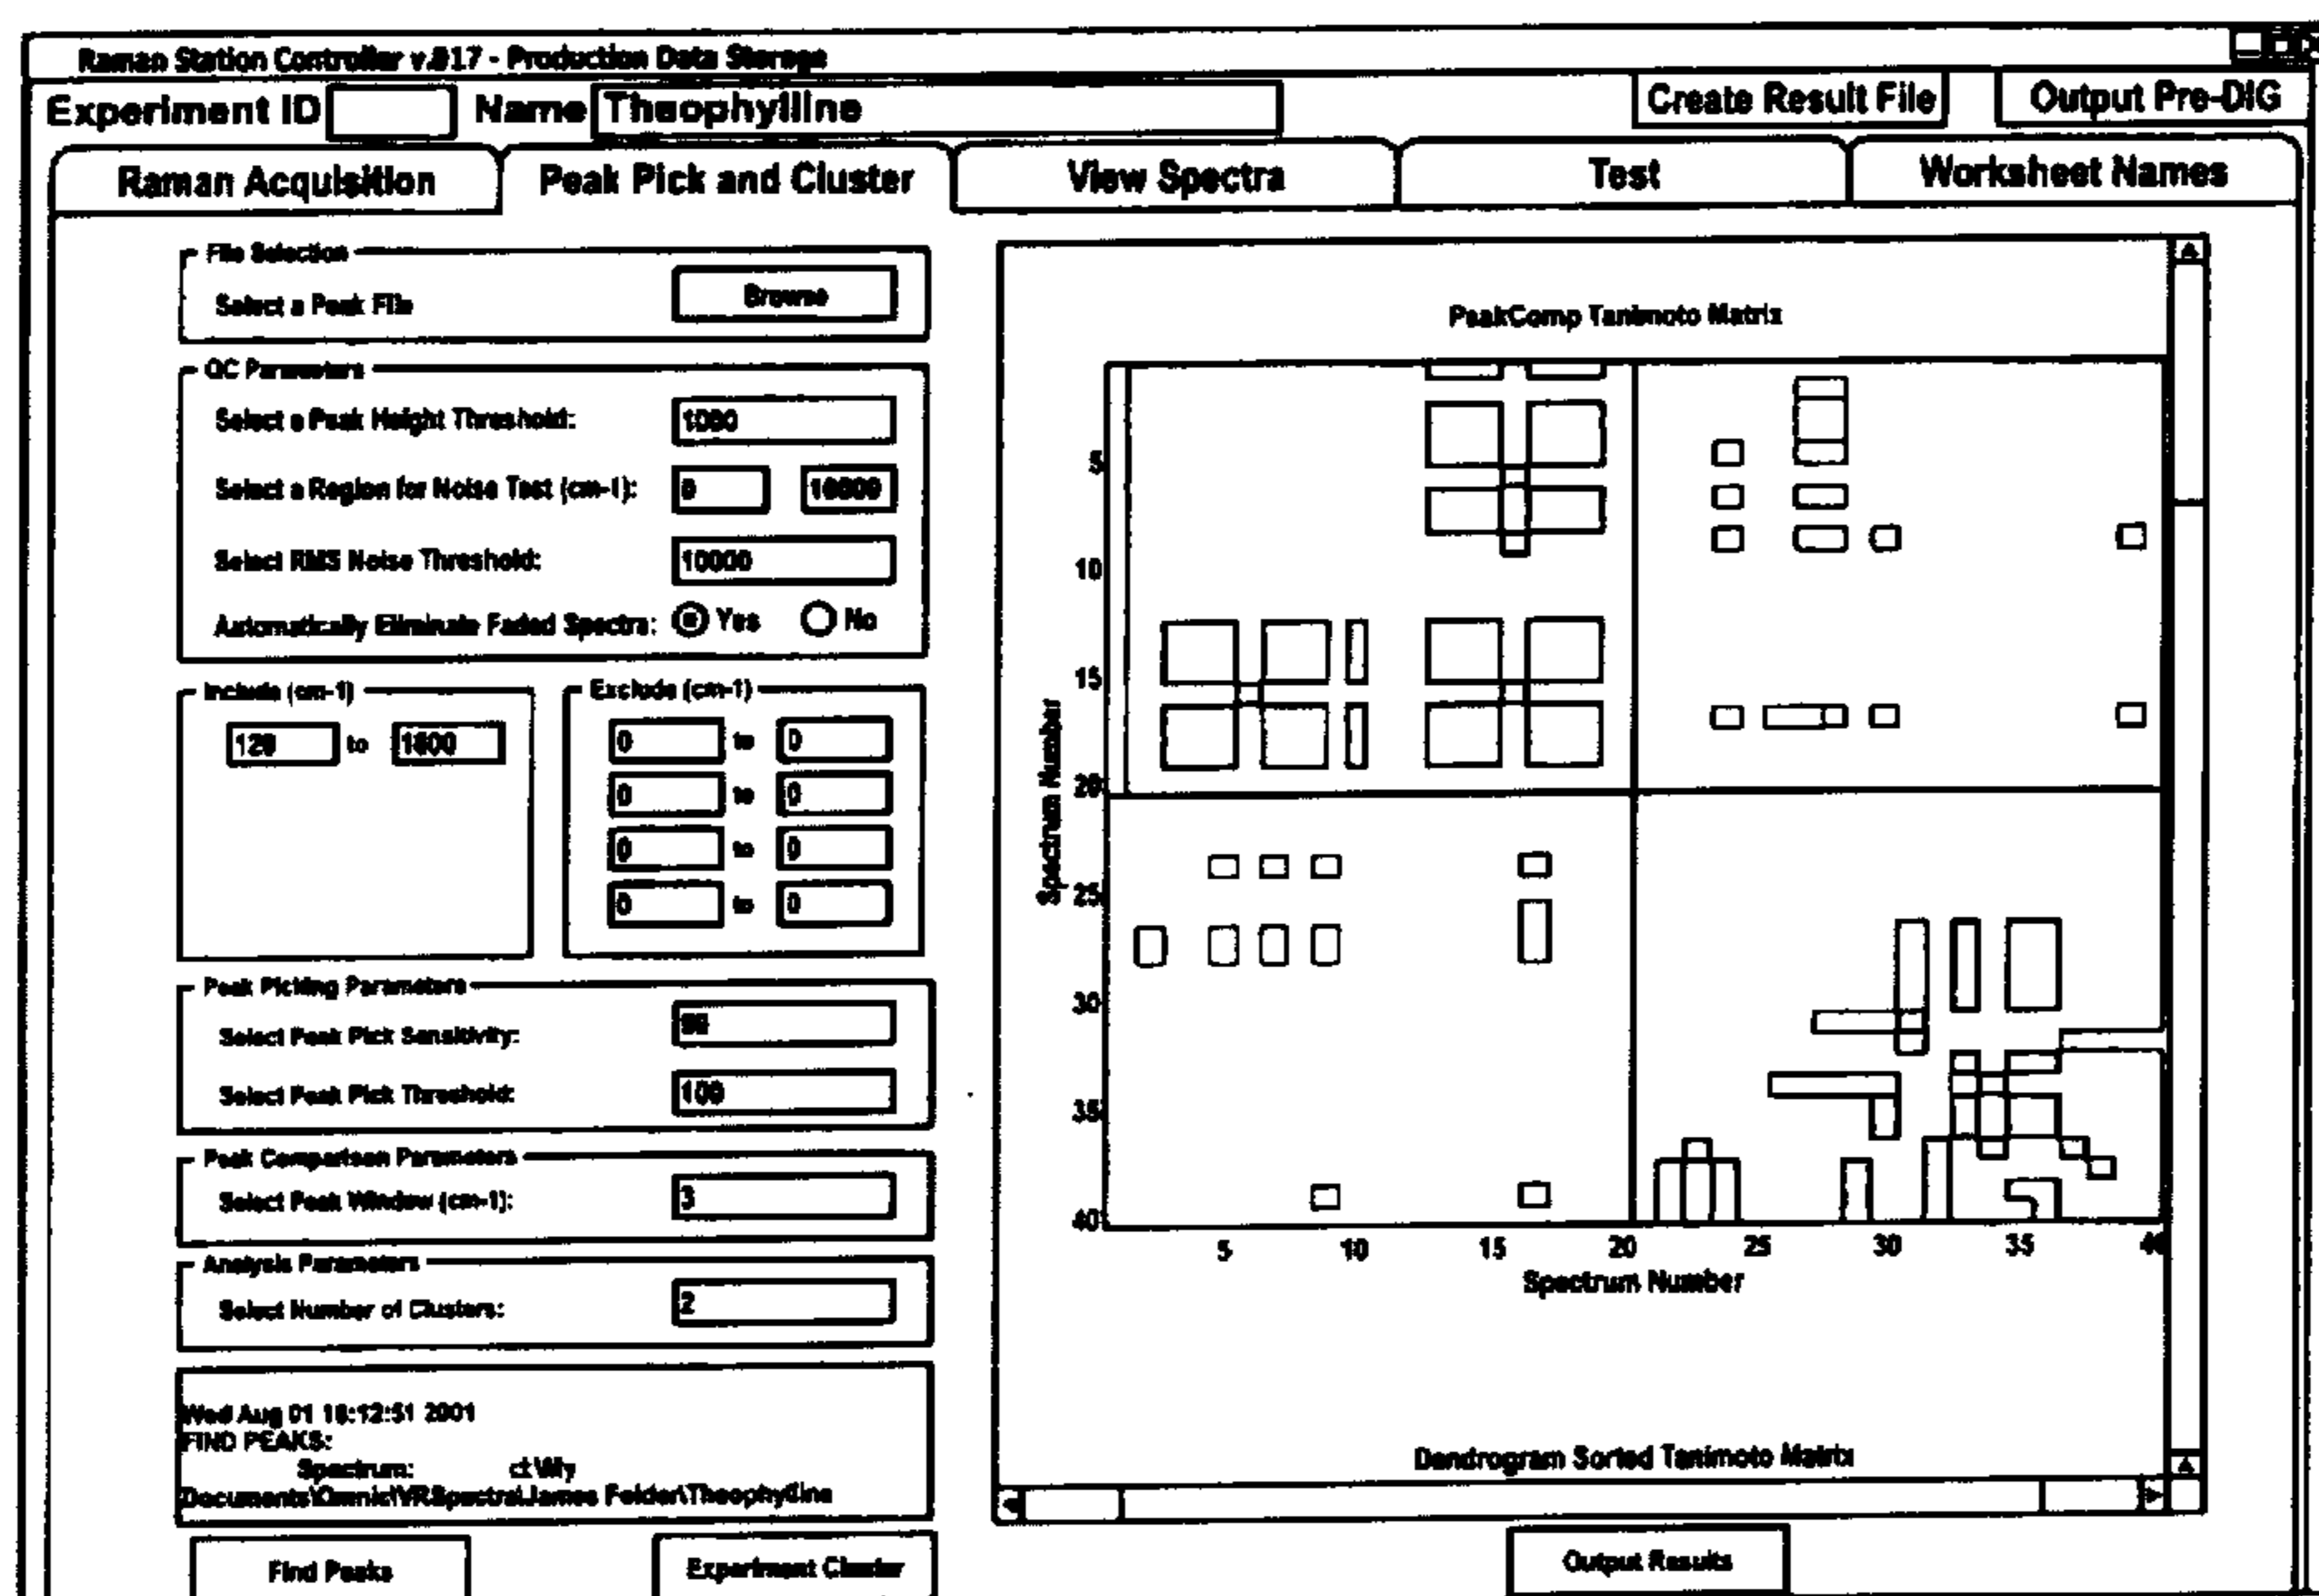 Raman Station Controller v.817 - Production Data Storage
Experiment ID Name Theophylline Create Result File Output Pre-DIG
Raman Acquisition Peak Pick and Cluster View Spectra Test Worksheet Names
File Selection
Select a Peak File Browse
QC Parameters
Select a Peak Height Threshold: 1000
Select a Region for Noise Test (cm-1): 0 10000
Select RMS Noise Threshold: 10000
Automatically Eliminate Faded Spectra: Yes No
Include (cm-1)
120 to
Exclude (cm-1)
0 to 0
0 to 0
0 to 0
0 to 0
Peak Picking Parameters
Select Peak Pick Sensitivity:
Select Peak Pick Threshold: 100
Peak Comparison Parameters
Select Peak Window (cm-1): 3
Analysis Parameters
Select Number of Clusters: 2
Wed Aug 01 2001
FIND PEAKS:
Spectrum:
Find Peaks
Experiment Cluster
PeakComp Tanimoto Matrix
Spectrum Number
5
10
15
20
25
30
35
40
5 10 15 20 25 30 35 40
Spectrum Number
Dendrogram Sorted Tanimoto Matrix
Output Results